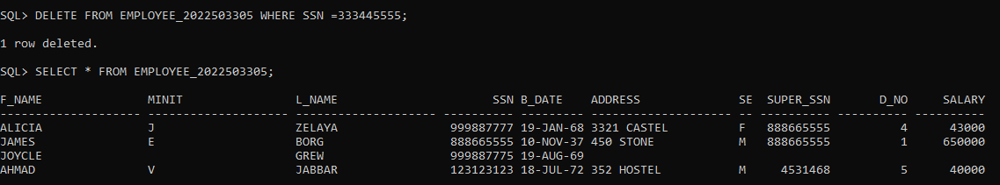 SQL> DELETE FROM EMPLOYEE_2022503305 WHERE SSN =333445555;
1 row deleted.
SQL> SELECT * FROM EMPLOYEE_2022503305;
F_NAME               MINIT                L_NAME                      SSN B_DATE    ADDRESS              SE  SUPER_SSN       D_NO     SALARY
-------------------- -------------------- -------------------- ---------- --------- -------------------- -- ---------- ---------- ----------
ALICIA               J                    ZELAYA                999887777 19-JAN-68 3321 CASTEL          F   888665555          4      43000
JAMES                E                    BORG                  888665555 10-NOV-37 450 STONE            M   888665555          1     650000
JOYCLE                                    GREW                  999887775 19-AUG-69
AHMAD                V                    JABBAR                123123123 18-JUL-72 352 HOSTEL           M     4531468          5      40000